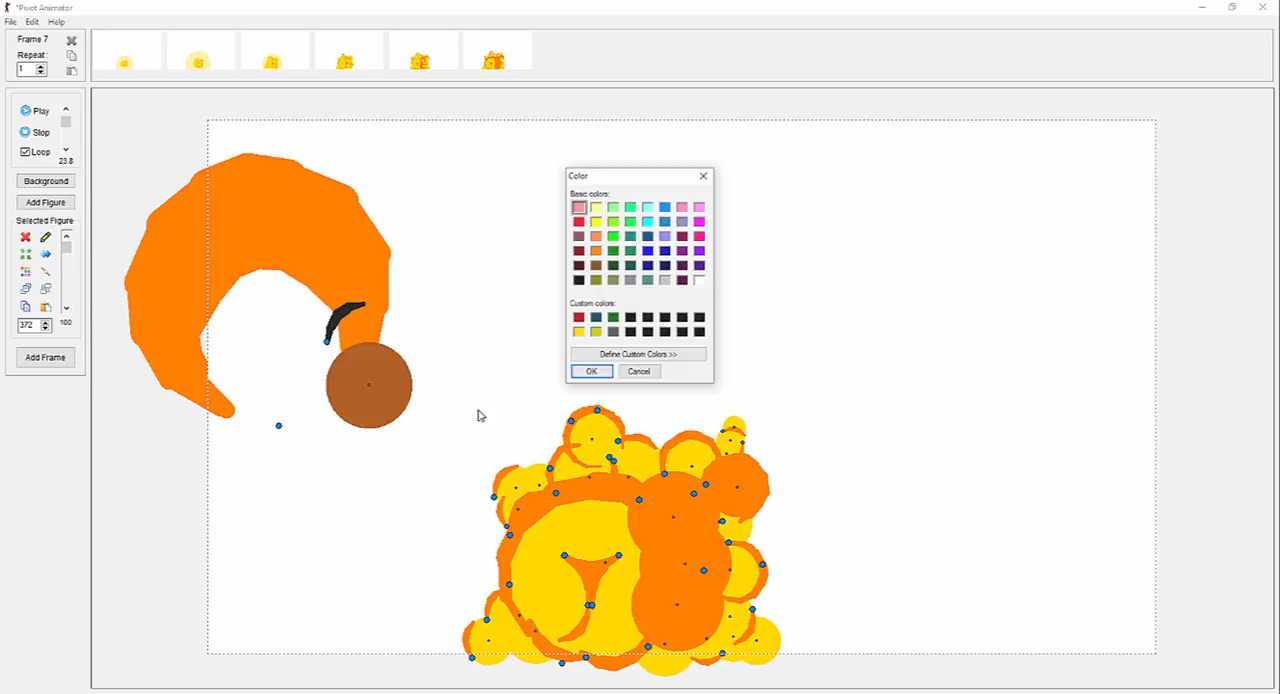 *Pivot Animator
File Edit Help
Frame 7
Repeat:
1
Play
Stop
Loop
23.8
Background
Add Figure
Selected Figure
372
100
Add Frame
Color
Basic colors:
Custom colors:
Define Custom Colors >>
OK Cancel